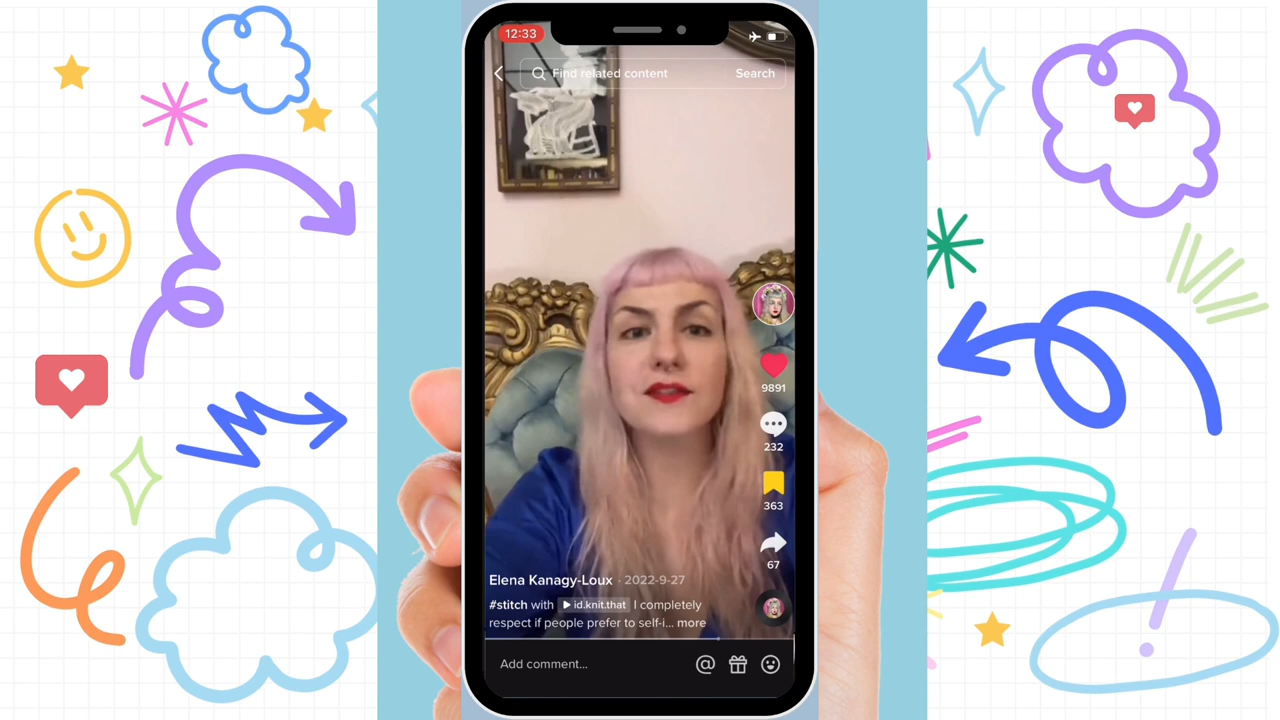 12:33
Find related content
Search
9891
232
363
67
Elena Kanagy-Loux · 2022-9-27
#stitch with ▶ id.knit.that I completely
respect if people prefer to self-i... more
Add comment...